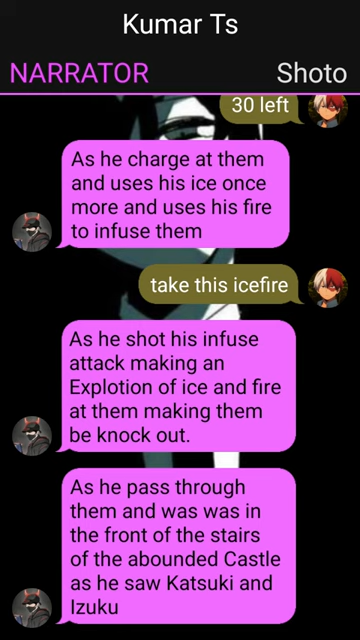 Kumar Ts
NARRATOR
Shoto
30 left
As he charge at them
and uses his ice once
more and uses his fire
to infuse them
take this icefire
As he shot his infuse
attack making an
Explotion of ice and fire
at them making them
be knock out.
As he pass through
them and was was in
the front of the stairs
of the abounded Castle
as he saw Katsuki and
Izuku